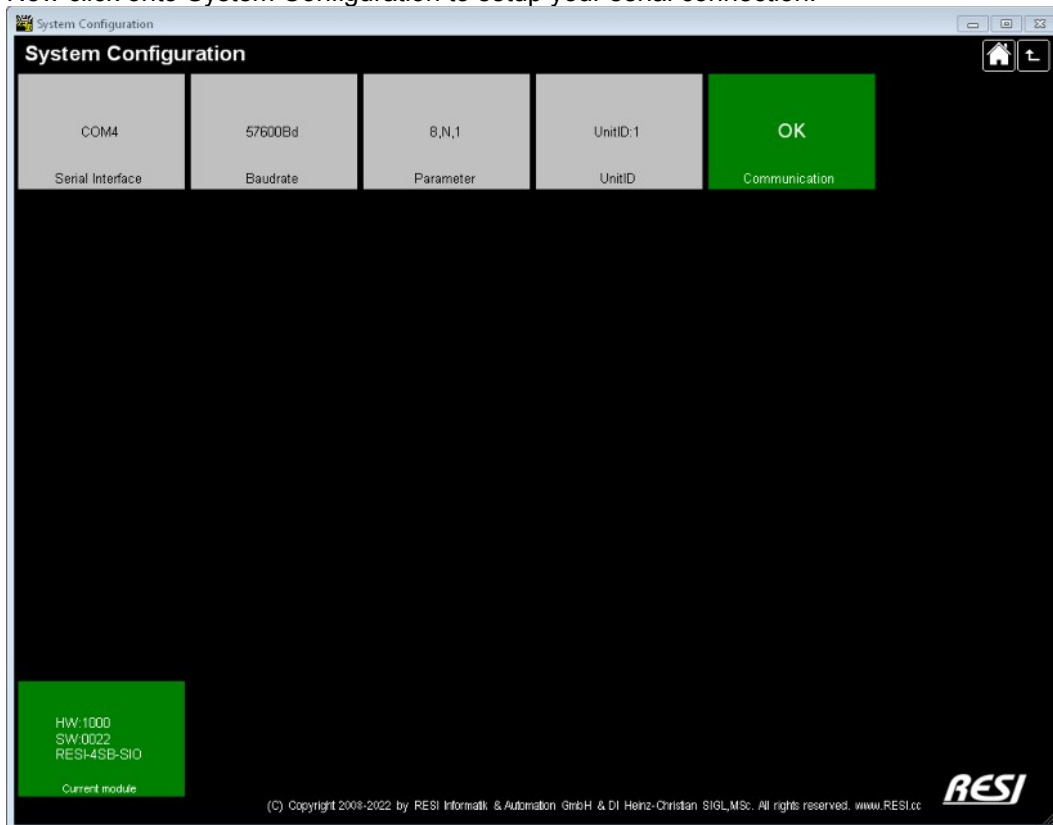 System Configuration
System Configuration
COM4
Serial Interface
57600Bd
Baudrate
8,N,1
Parameter
UnitID:1
UnitID
OK
Communication
HW:1000
SW:0022
RESI-4SB-SIO
Current module
(C) Copyright 2008-2022 by RESI Informatik & Automation GmbH & DI Heinz-Christian SIGL,MSc. All rights reserved. www.RESI.cc
RESI